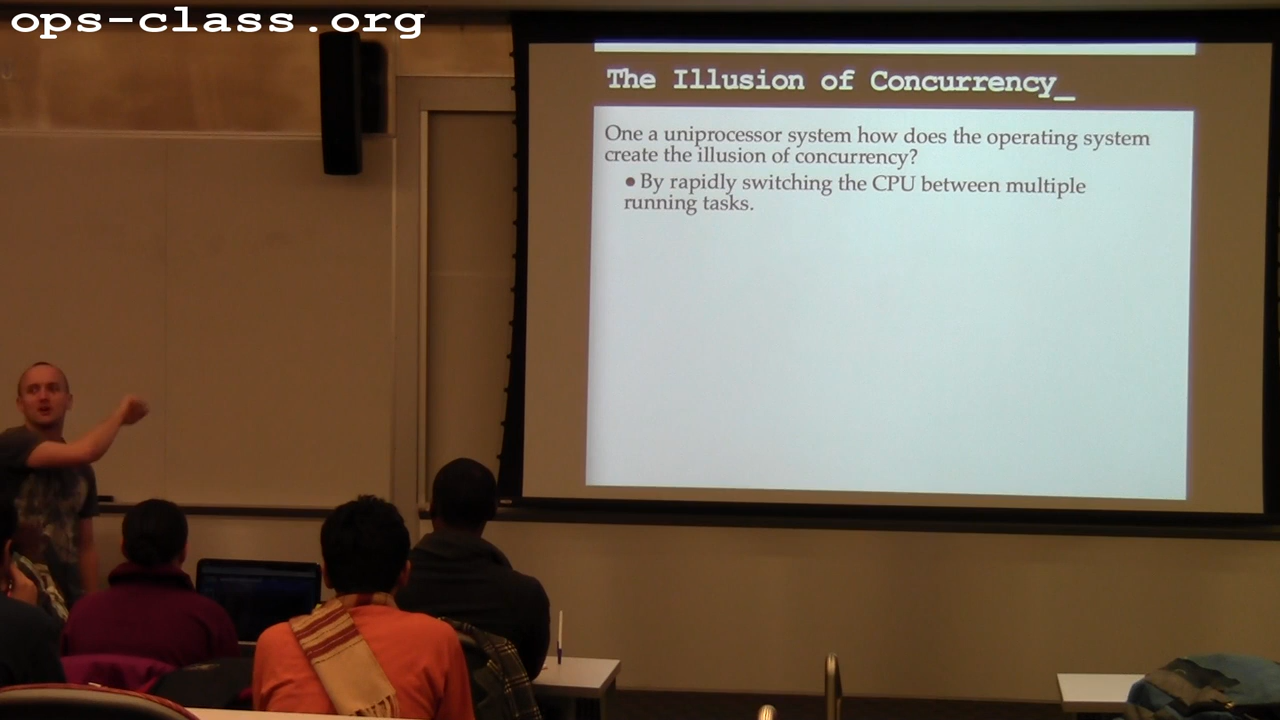 ops-class.org
The Illusion of Concurrency_
One a uniprocessor system how does the operating system
create the illusion of concurrency?
● By rapidly switching the CPU between multiple
running tasks.